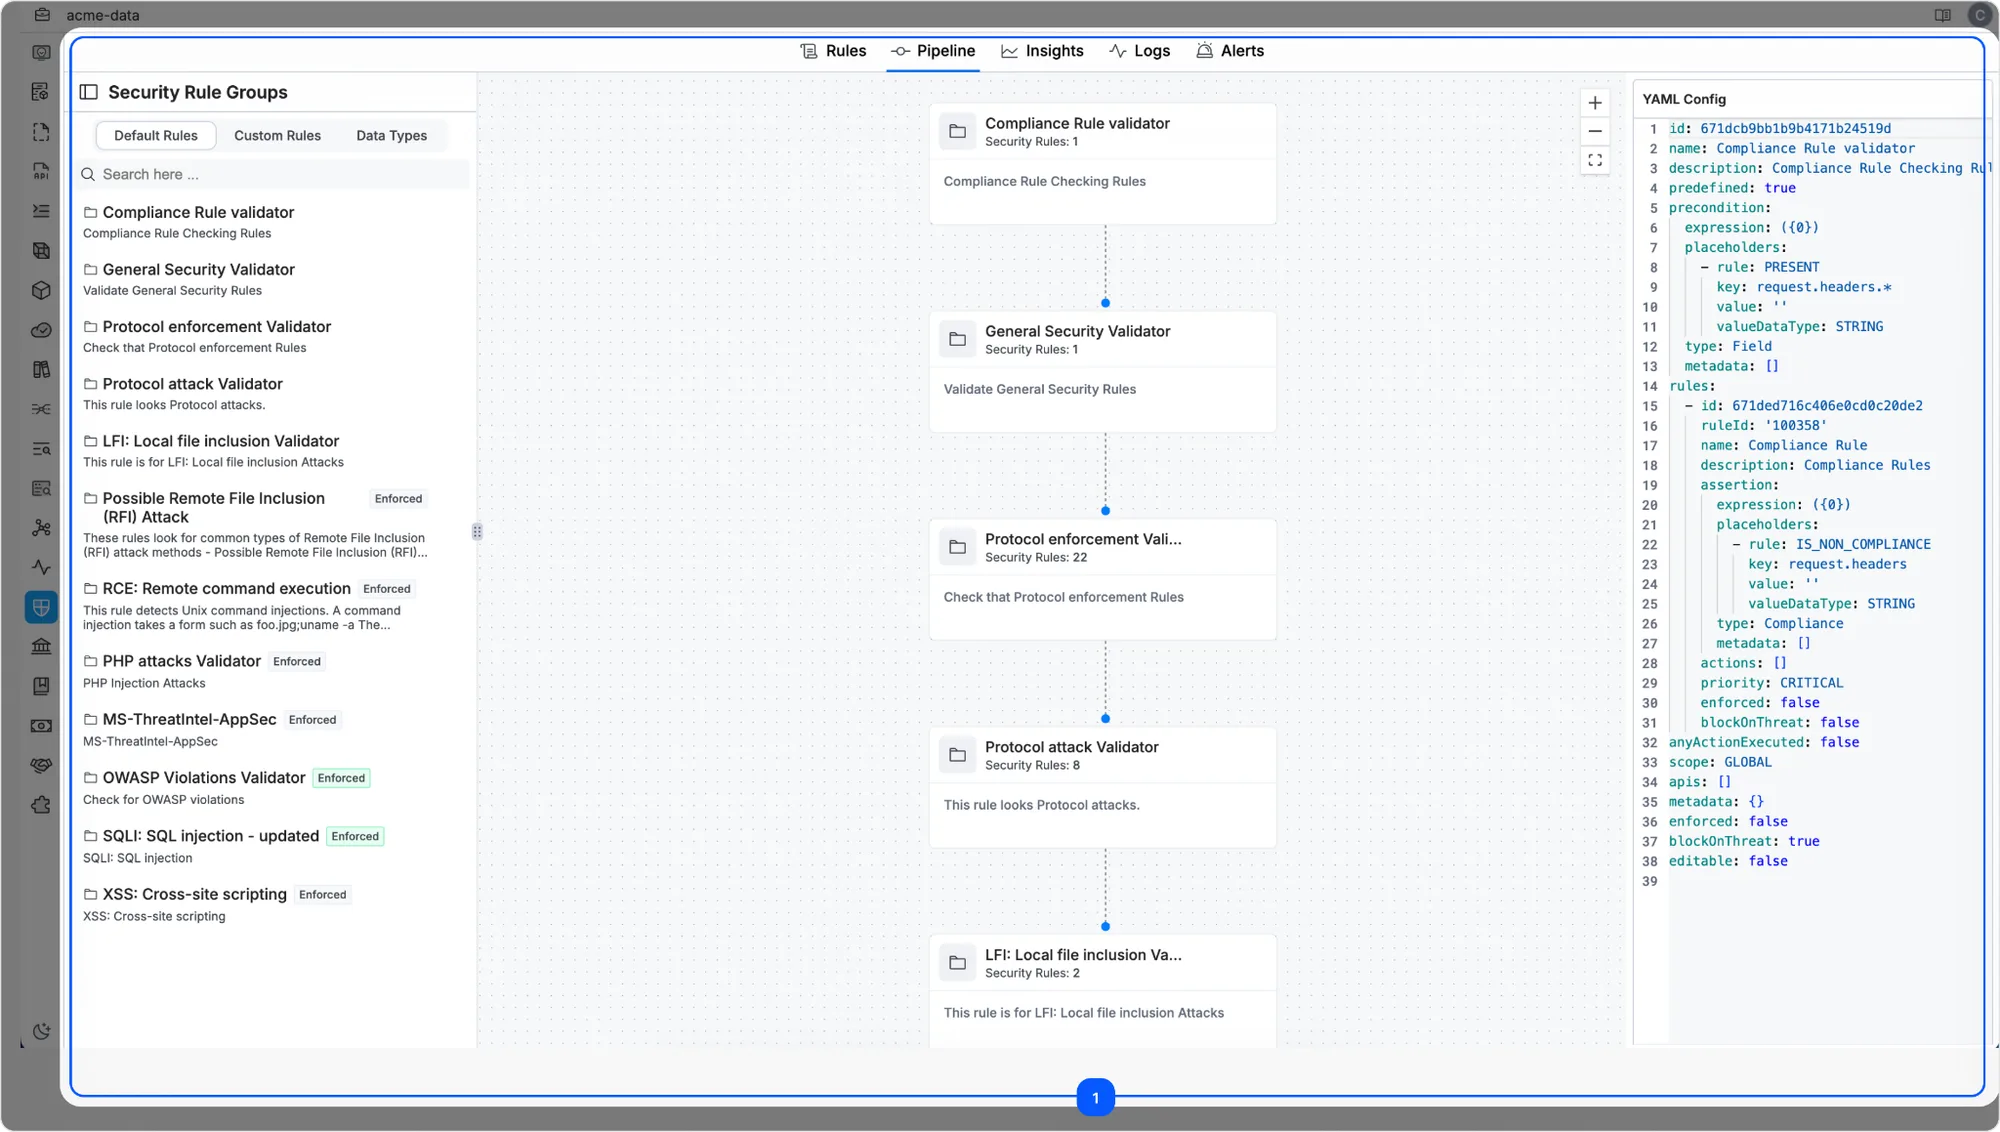 acme-data
C
Rules
Pipeline
Insights
Logs
Alerts
Security Rule Groups
Default Rules
Custom Rules
Data Types
Search here ...
Compliance Rule validator
Compliance Rule Checking Rules
General Security Validator
Validate General Security Rules
Protocol enforcement Validator
Check that Protocol enforcement Rules
Protocol attack Validator
This rule looks Protocol attacks.
LFI: Local file inclusion Validator
This rule is for LFI: Local file inclusion Attacks
Possible Remote File Inclusion
(RFI) Attack
Enforced
These rules look for common types of Remote File Inclusion
(RFI) attack methods - Possible Remote File Inclusion (RFI)...
RCE: Remote command execution
Enforced
This rule detects Unix command injections. A command
injection takes a form such as foo.jpg;uname -a The...
PHP attacks Validator
Enforced
PHP Injection Attacks
MS-ThreatIntel-AppSec
Enforced
MS-ThreatIntel-AppSec
OWASP Violations Validator
Enforced
Check for OWASP violations
SQLI: SQL injection - updated
Enforced
SQLI: SQL injection
XSS: Cross-site scripting
Enforced
XSS: Cross-site scripting
API
Compliance Rule validator
Security Rules: 1
Compliance Rule Checking Rules
General Security Validator
Security Rules: 1
Validate General Security Rules
Protocol enforcement Vali...
Security Rules: 22
Check that Protocol enforcement Rules
Protocol attack Validator
Security Rules: 8
This rule looks Protocol attacks.
LFI: Local file inclusion Va...
Security Rules: 2
This rule is for LFI: Local file inclusion Attacks
YAML Config
1 id: 671dcb9bb1b9b4171b24519d
2 name: Compliance Rule validator
3 description: Compliance Rule Checking Rul
4 predefined: true
5 precondition:
6 expression: ({0})
7 placeholders:
8 - rule: PRESENT
9 key: request.headers.*
10 value: ''
11 valueDataType: STRING
12 type: Field
13 metadata: []
14 rules:
15 - id: 671ded716c406e0cd0c20de2
16 ruleId: '100358'
17 name: Compliance Rule
18 description: Compliance Rules
19 assertion:
20 expression: ({0})
21 placeholders:
22 - rule: IS_NON_COMPLIANCE
23 key: request.headers
24 value: ''
25 valueDataType: STRING
26 type: Compliance
27 metadata: []
28 actions: []
29 priority: CRITICAL
30 enforced: false
31 blockOnThreat: false
32 anyActionExecuted: false
33 scope: GLOBAL
34 apis: []
35 metadata: {}
36 enforced: false
37 blockOnThreat: true
38 editable: false
39
1